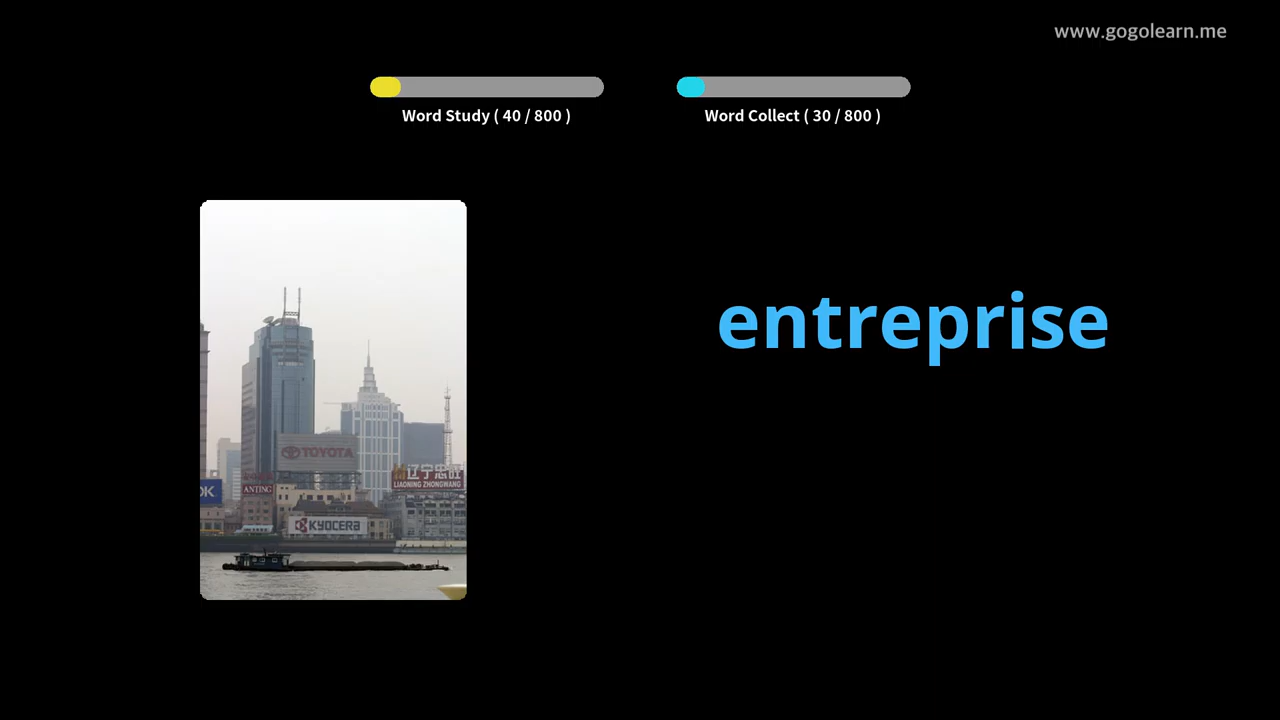 www.gogolearn.me
Word Study ( 40 / 800 )
Word Collect ( 30 / 800 )
entreprise
TOYOTA
辽宁忠旺
LIAONING ZHONGWANG
OK
ANTING
KYOCERA